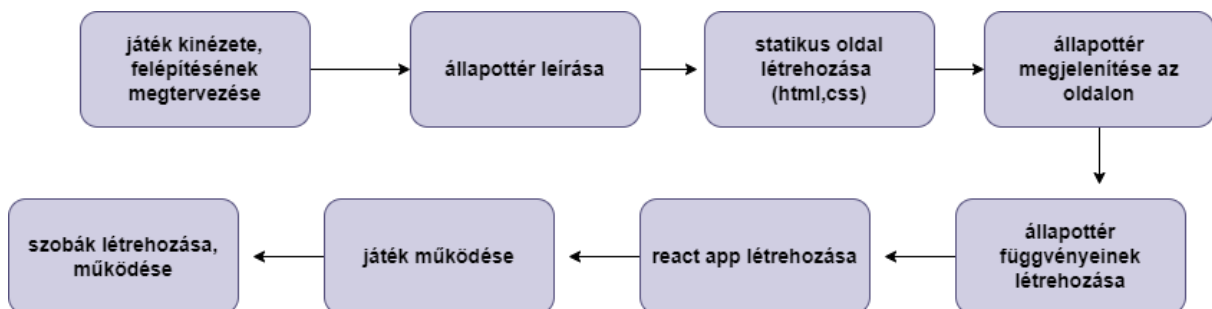 játék kinézete,
felépítésének
megtervezése
állapottér leírása
statikus oldal
létrehozása
(html,css)
állapottér
megjelenítése az
oldalon
állapottér
függvényeinek
létrehozása
react app létrehozása
játék működése
szobák létrehozása,
működése